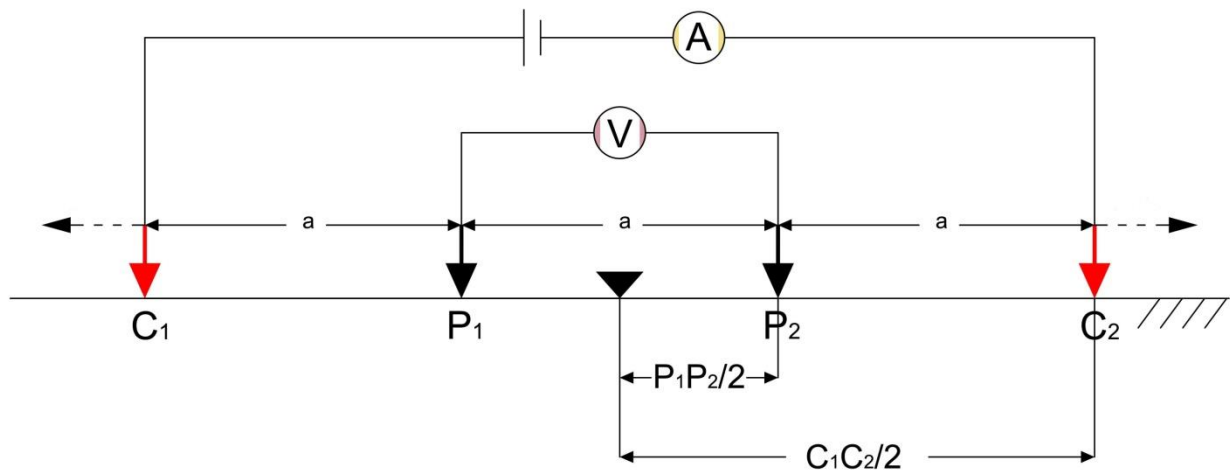 A
V
a a a
C₁ P₁ P₂ C₂
P₁P₂/2
C₁C₂/2